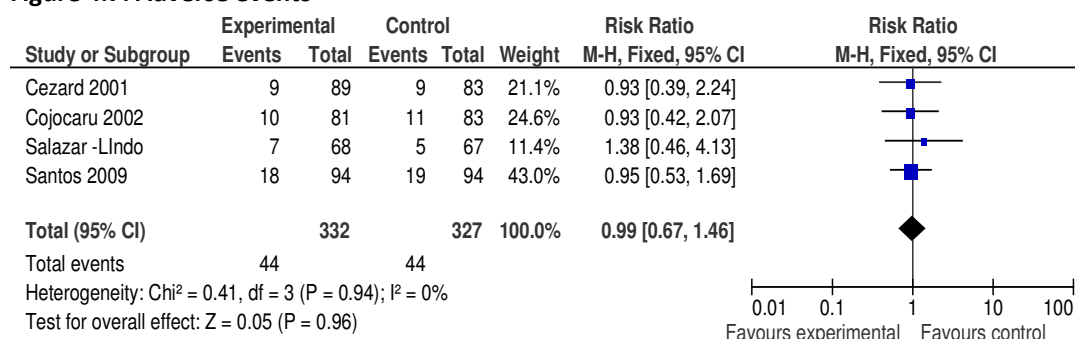 Figure Adverse events
Experimental Control Risk Ratio Risk Ratio
Study or Subgroup Events Total Events Total Weight M-H, Fixed, 95% CI M-H, Fixed, 95% CI
Cezard 2001 9 89 9 83 21.1% 0.93 [0.39, 2.24]
Cojocaru 2002 10 81 11 83 24.6% 0.93 [0.42, 2.07]
Salazar -LIndo 7 68 5 67 11.4% 1.38 [0.46, 4.13]
Santos 2009 18 94 19 94 43.0% 0.95 [0.53, 1.69]
Total (95% CI) 332 327 100.0% 0.99 [0.67, 1.46]
Total events 44 44
Heterogeneity: Chi² = 0.41, df = 3 (P = 0.94); I² = 0%
Test for overall effect: Z = 0.05 (P = 0.96)
0.01 0.1 1 10 100
Favours experimental Favours control